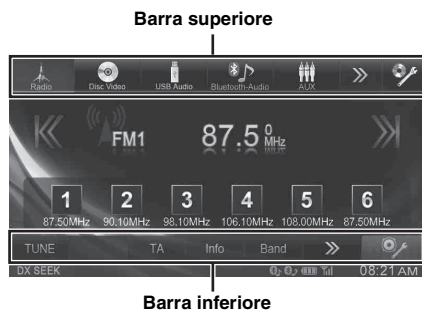 Barra superiore
Radio Disc Video USB Audio Bluetooth-Audio AUX
FM1 87.5 0 MHz
1 2 3 4 5 6
87.50MHz 90.10MHz 98.10MHz 106.10MHz 108.00MHz 87.50MHz
TUNE TA Info Band
DX SEEK 08:21 AM
Barra inferiore